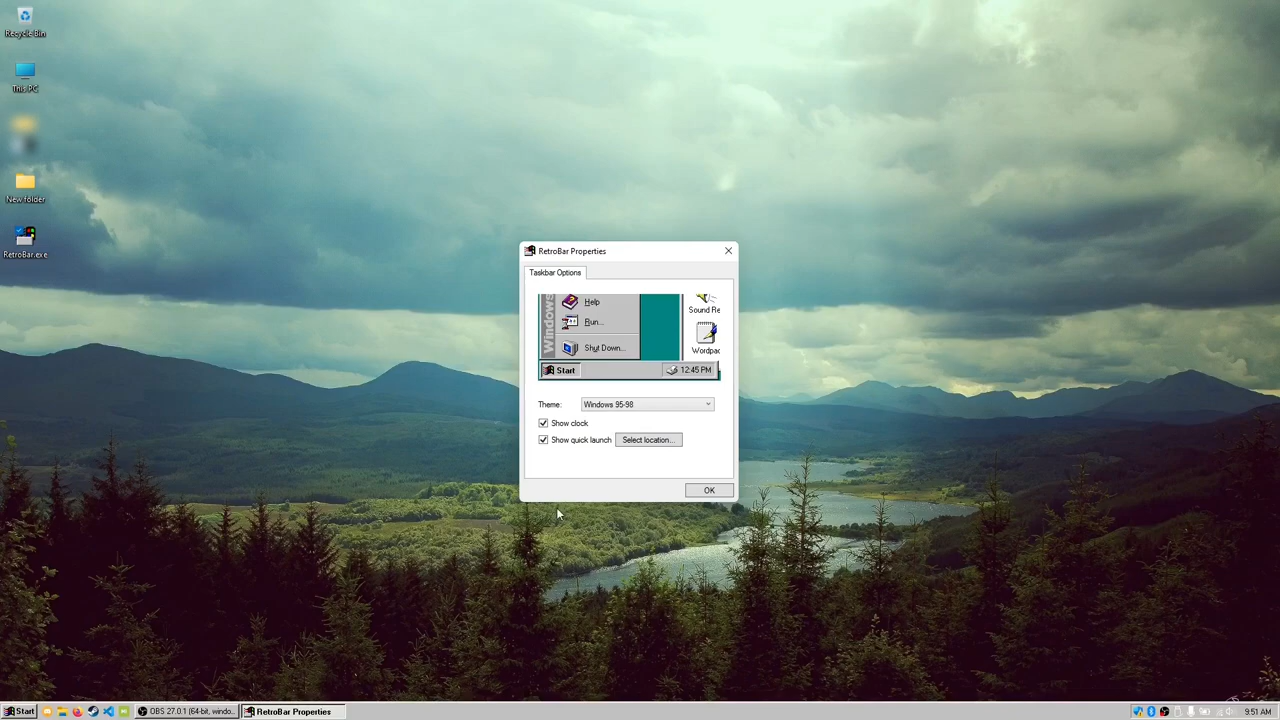 Recycle Bin
This PC
New folder
RetroBar.exe
RetroBar Properties
Taskbar Options
Windows
Help
Run...
Shut Down...
Sound Re
Wordpac
Start
12:45 PM
Theme:
Windows 95-98
Show clock
Show quick launch
Select location...
OK
Start
OBS 27.0.1 (64-bit, windo...
RetroBar Properties
9:51 AM